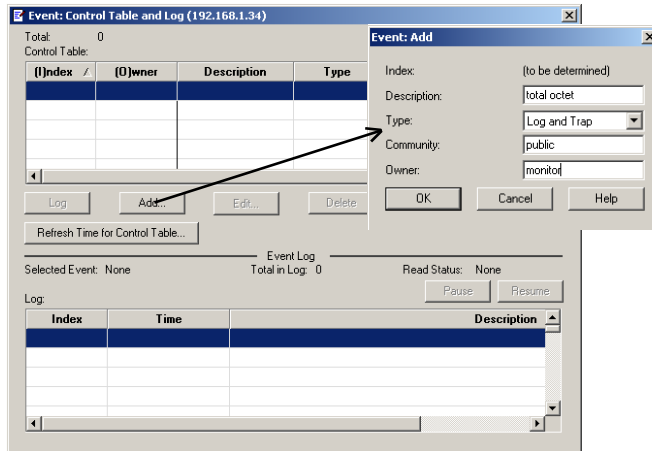 Event: Control Table and Log (192.168.1.34)
Total: 0
Control Table:
(I)ndex (O)wner Description Type
Log Add... Edit... Delete
Refresh Time for Control Table...
Event: Add
Index: (to be determined)
Description: total octet
Type: Log and Trap
Community: public
Owner: monitor
OK Cancel Help
Event Log
Selected Event: None Total in Log: 0 Read Status: None
Pause Resume
Log:
Index Time Description